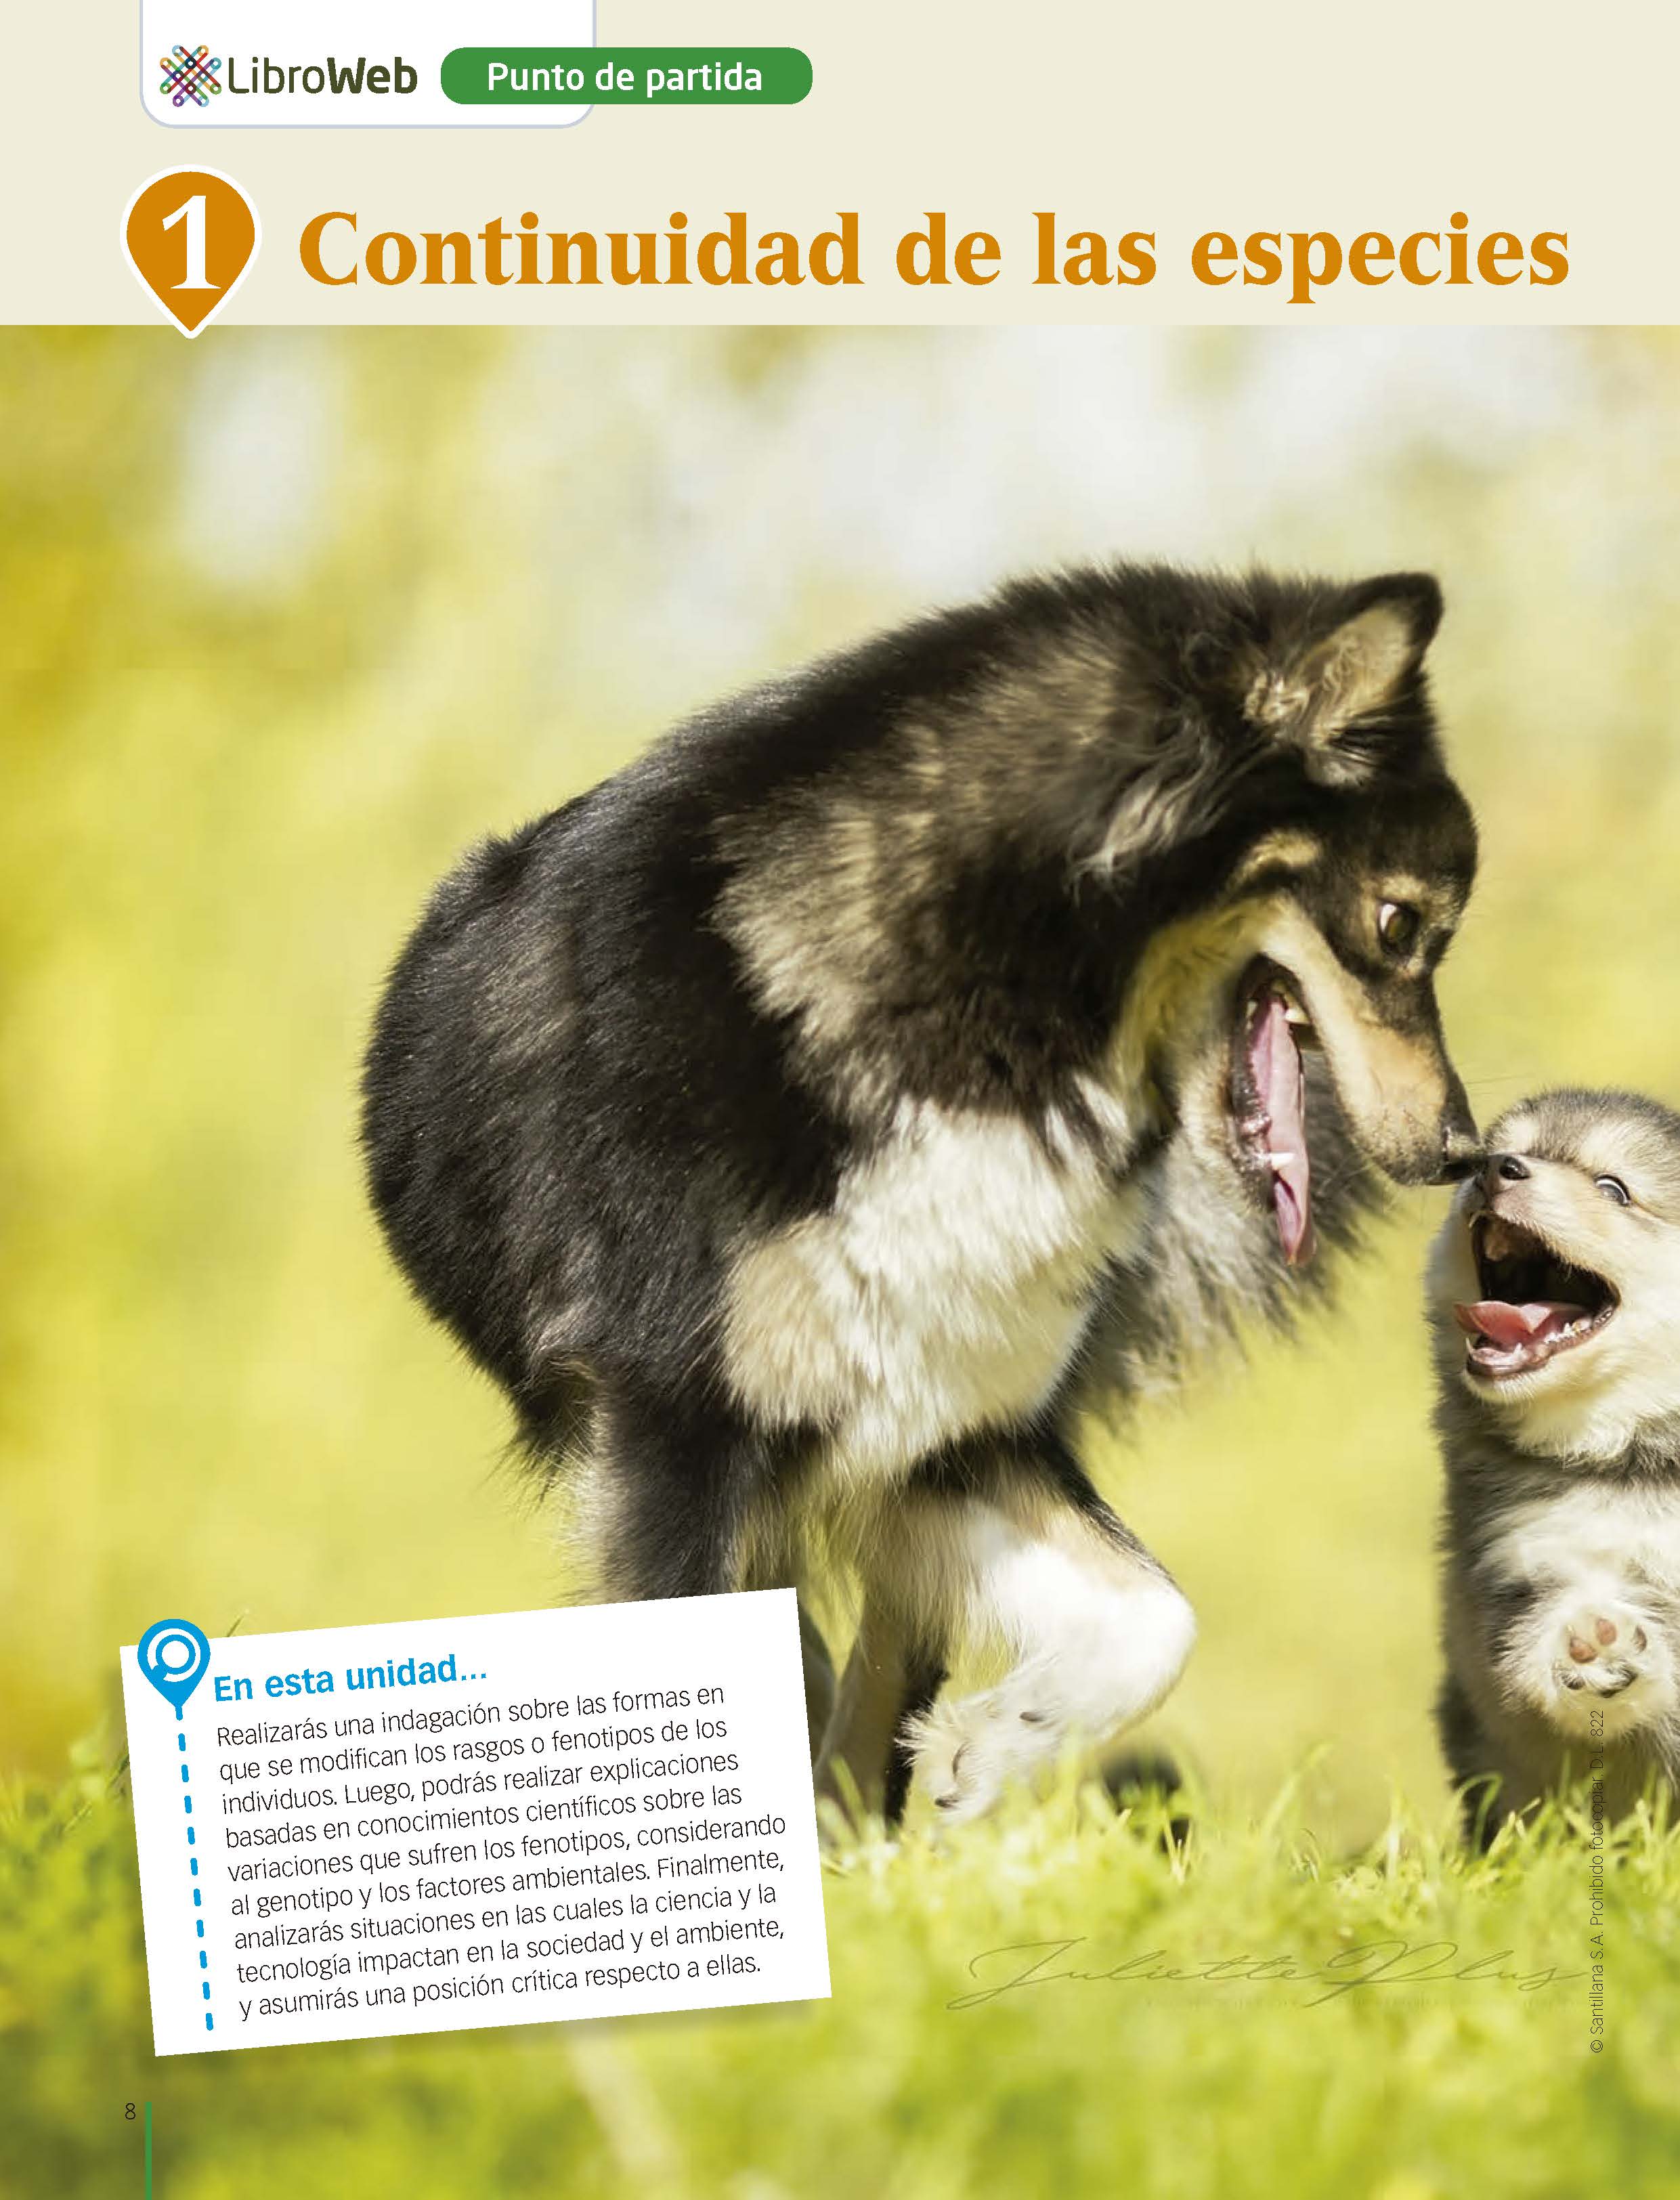 LibroWeb Punto de partida
1 Continuidad de las especies
En esta unidad...
Realizarás una indagación sobre las formas en
que se modifican los rasgos o fenotipos de los
individuos. Luego, podrás realizar explicaciones
basadas en conocimientos científicos sobre las
variaciones que sufren los fenotipos, considerando
al genotipo y los factores ambientales. Finalmente,
analizarás situaciones en las cuales la ciencia y la
tecnología impactan en la sociedad y el ambiente,
y asumirás una posición crítica respecto a ellas.
Juliette Plus
© Santillana S.A. Prohibido fotocopiar. D.L. 822
8